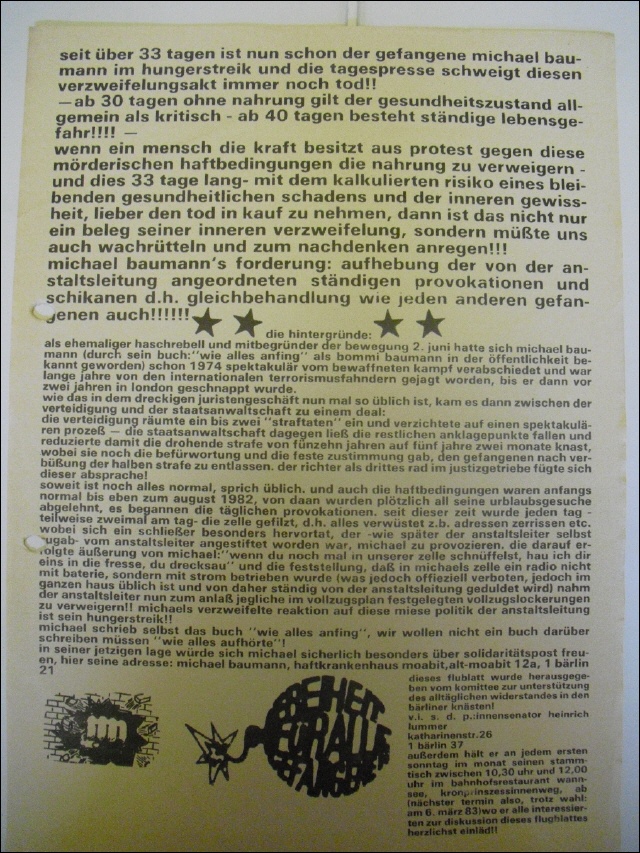 seit über 33 tagen ist nun schon der gefangene michael bau-
mann im hungerstreik und die tagespresse schweigt diesen
verzweifelungsakt immer noch tod!!
—ab 30 tagen ohne nahrung gilt der gesundheitszustand all-
gemein als kritisch - ab 40 tagen besteht ständige lebensge-
fahr!!!! —
wenn ein mensch die kraft besitzt aus protest gegen diese
mörderischen haftbedingungen die nahrung zu verweigern -
und dies 33 tage lang- mit dem kalkulierten risiko eines blei-
benden gesundheitlichen schadens und der inneren gewiss-
heit, lieber den tod in kauf zu nehmen, dann ist das nicht nur
ein beleg seiner inneren verzweifelung, sondern müßte uns
auch wachrütteln und zum nachdenken anregen!!!
michael baumann's forderung: aufhebung der von der an-
staltsleitung angeordneten ständigen provokationen und
schikanen d.h. gleichbehandlung wie jeden anderen gefan-
genen auch!!!!!!
die hintergründe:
als ehemaliger haschrebell und mitbegründer der bewegung 2. juni hatte sich michael bau-
mann (durch sein buch:"wie alles anfing" als bommi baumann in der öffentlichkeit be-
kannt geworden) schon 1974 spektakulär vom bewaffneten kampf verabschiedet und war
lange jahre von den internationalen terrorismusfahndern gejagt worden, bis er dann vor
zwei jahren in london geschnappt wurde.
wie das in dem dreckigen juristengeschäft nun mal so üblich ist, kam es dann zwischen der
verteidigung und der staatsanwaltschaft zu einem deal:
die verteidigung räumte ein bis zwei "straftaten" ein und verzichtete auf einen spektakulä-
ren prozeß — die staatsanwaltschaft dagegen ließ die restlichen anklagepunkte fallen und
reduzierte damit die drohende strafe von fünfzehn jahren auf fünf jahre zwei monate knast,
wobei sie noch die befürwortung und die feste zustimmung gab, den gefangenen nach ver-
büßung der halben strafe zu entlassen. der richter als drittes rad im justizgetriebe fügte sich
dieser absprache!
soweit ist noch alles normal, sprich üblich. und auch die haftbedingungen waren anfangs
normal bis eben zum august 1982, von daan wurden plötzlich all seine urblaubsgesuche
abgelehnt, es begannen die täglichen provokationen. seit dieser zeit wurde jeden tag -
teilweise zweimal am tag- die zelle gefilzt, d.h. alles verwüstet z.b. adressen zerrissen etc.
wobei sich ein schließer besonders hervortat, der -wie später der anstaltsleiter selbst
zugab- vom anstaltsleiter angestiftet worden war, michael zu provozieren. die darauf er-
folgte äußerung von michael:"wenn du noch mal in unserer zelle schnüffelst, hau ich dir
eins in die fresse, du drecksau" und die feststellung, daß in michaels zelle ein radio nicht
mit baterie, sondern mit strom betrieben wurde (was jedoch offieziell verboten, jedoch im
ganzen haus üblich ist und von daher ständig von der anstaltsleitung geduldet wird) nahm
der anstaltsleiter nun zum anlaß jegliche im vollzugsplan festgelegten vollzugslockerungen
zu verweigern!! michaels verzweifelte reaktion auf diese miese politik der anstaltsleitung
ist sein hungerstreik!!
michael schrieb selbst das buch "wie alles anfing", wir wollen nicht ein buch darüber
schreiben müssen "wie alles aufhörte"!
in seiner jetzigen lage würde sich michael sicherlich besonders über solidaritätspost freu-
en, hier seine adresse: michael baumann, haftkrankenhaus moabit,alt-moabit 12a, 1 bärlin
21
FREIHEIT
FÜR ALLE
GEFANGENE
dieses flublatt wurde herausgege-
ben vom komittee zur unterstützung
des alltäglichen widerstandes in den
bärliner knästen!
v.i. s. d. p.:innensenator heinrich
lummer
katharinenstr.26
1 bärlin 37
außerdem hält er an jedem ersten
sonntag im monat seinen stamm-
tisch zwischen 10,30 uhr und 12,00
uhr im bahnhofsrestaurant wann-
see, kronprinszessinnenweg, ab
(nächster termin also, trotz wahl:
am 6. märz 83)wo er alle interessier-
ten zur discussion dieses flugblattes
herzlichst einläd!!